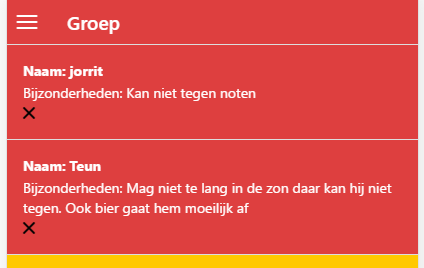 Groep
Naam: jorrit
Bijzonderheden: Kan niet tegen noten
Naam: Teun
Bijzonderheden: Mag niet te lang in de zon daar kan hij niet
tegen. Ook bier gaat hem moeilijk af